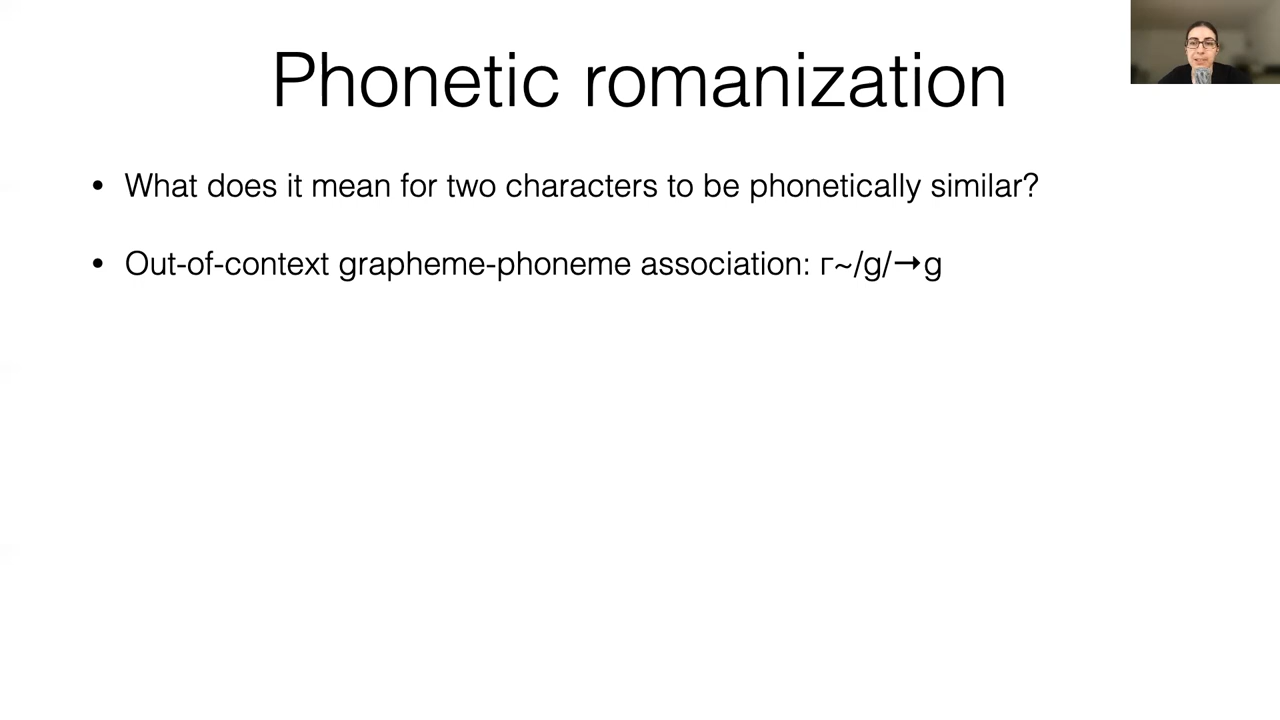 Phonetic romanization
• What does it mean for two characters to be phonetically similar?
• Out-of-context grapheme-phoneme association: г~/g/→g